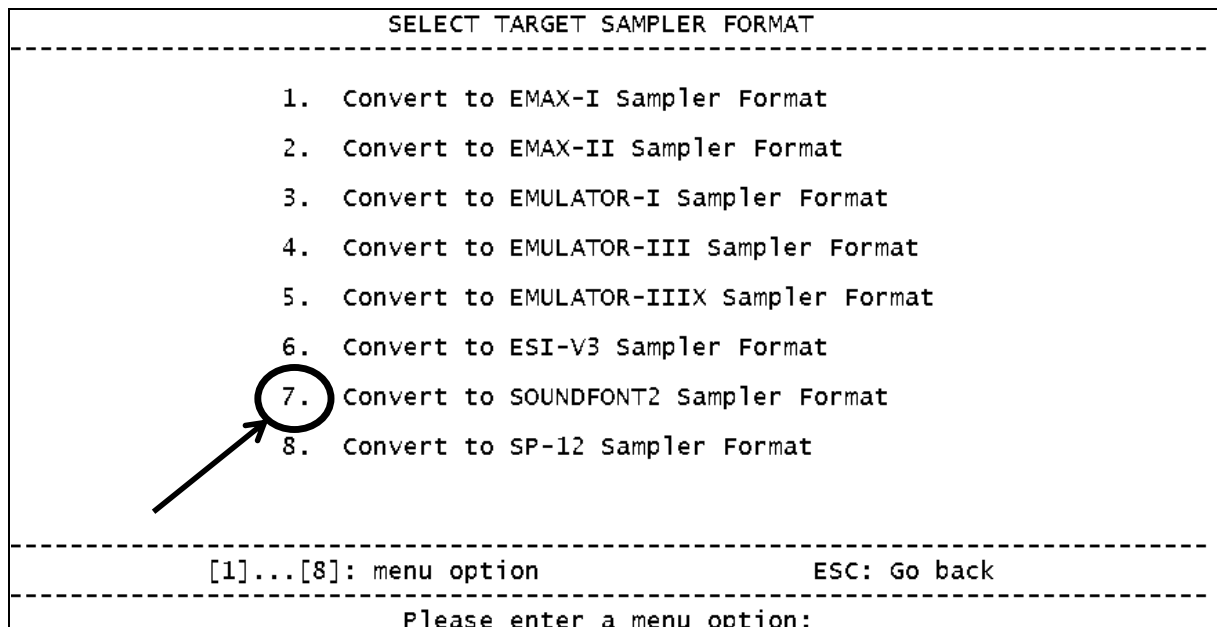 SELECT TARGET SAMPLER FORMAT
1. Convert to EMAX-I Sampler Format
2. Convert to EMAX-II Sampler Format
3. Convert to EMULATOR-I Sampler Format
4. Convert to EMULATOR-III Sampler Format
5. Convert to EMULATOR-IIIX Sampler Format
6. Convert to ESI-V3 Sampler Format
7. Convert to SOUNDFONT2 Sampler Format
8. Convert to SP-12 Sampler Format
[1]...[8]: menu option ESC: Go back
Please enter a menu option: